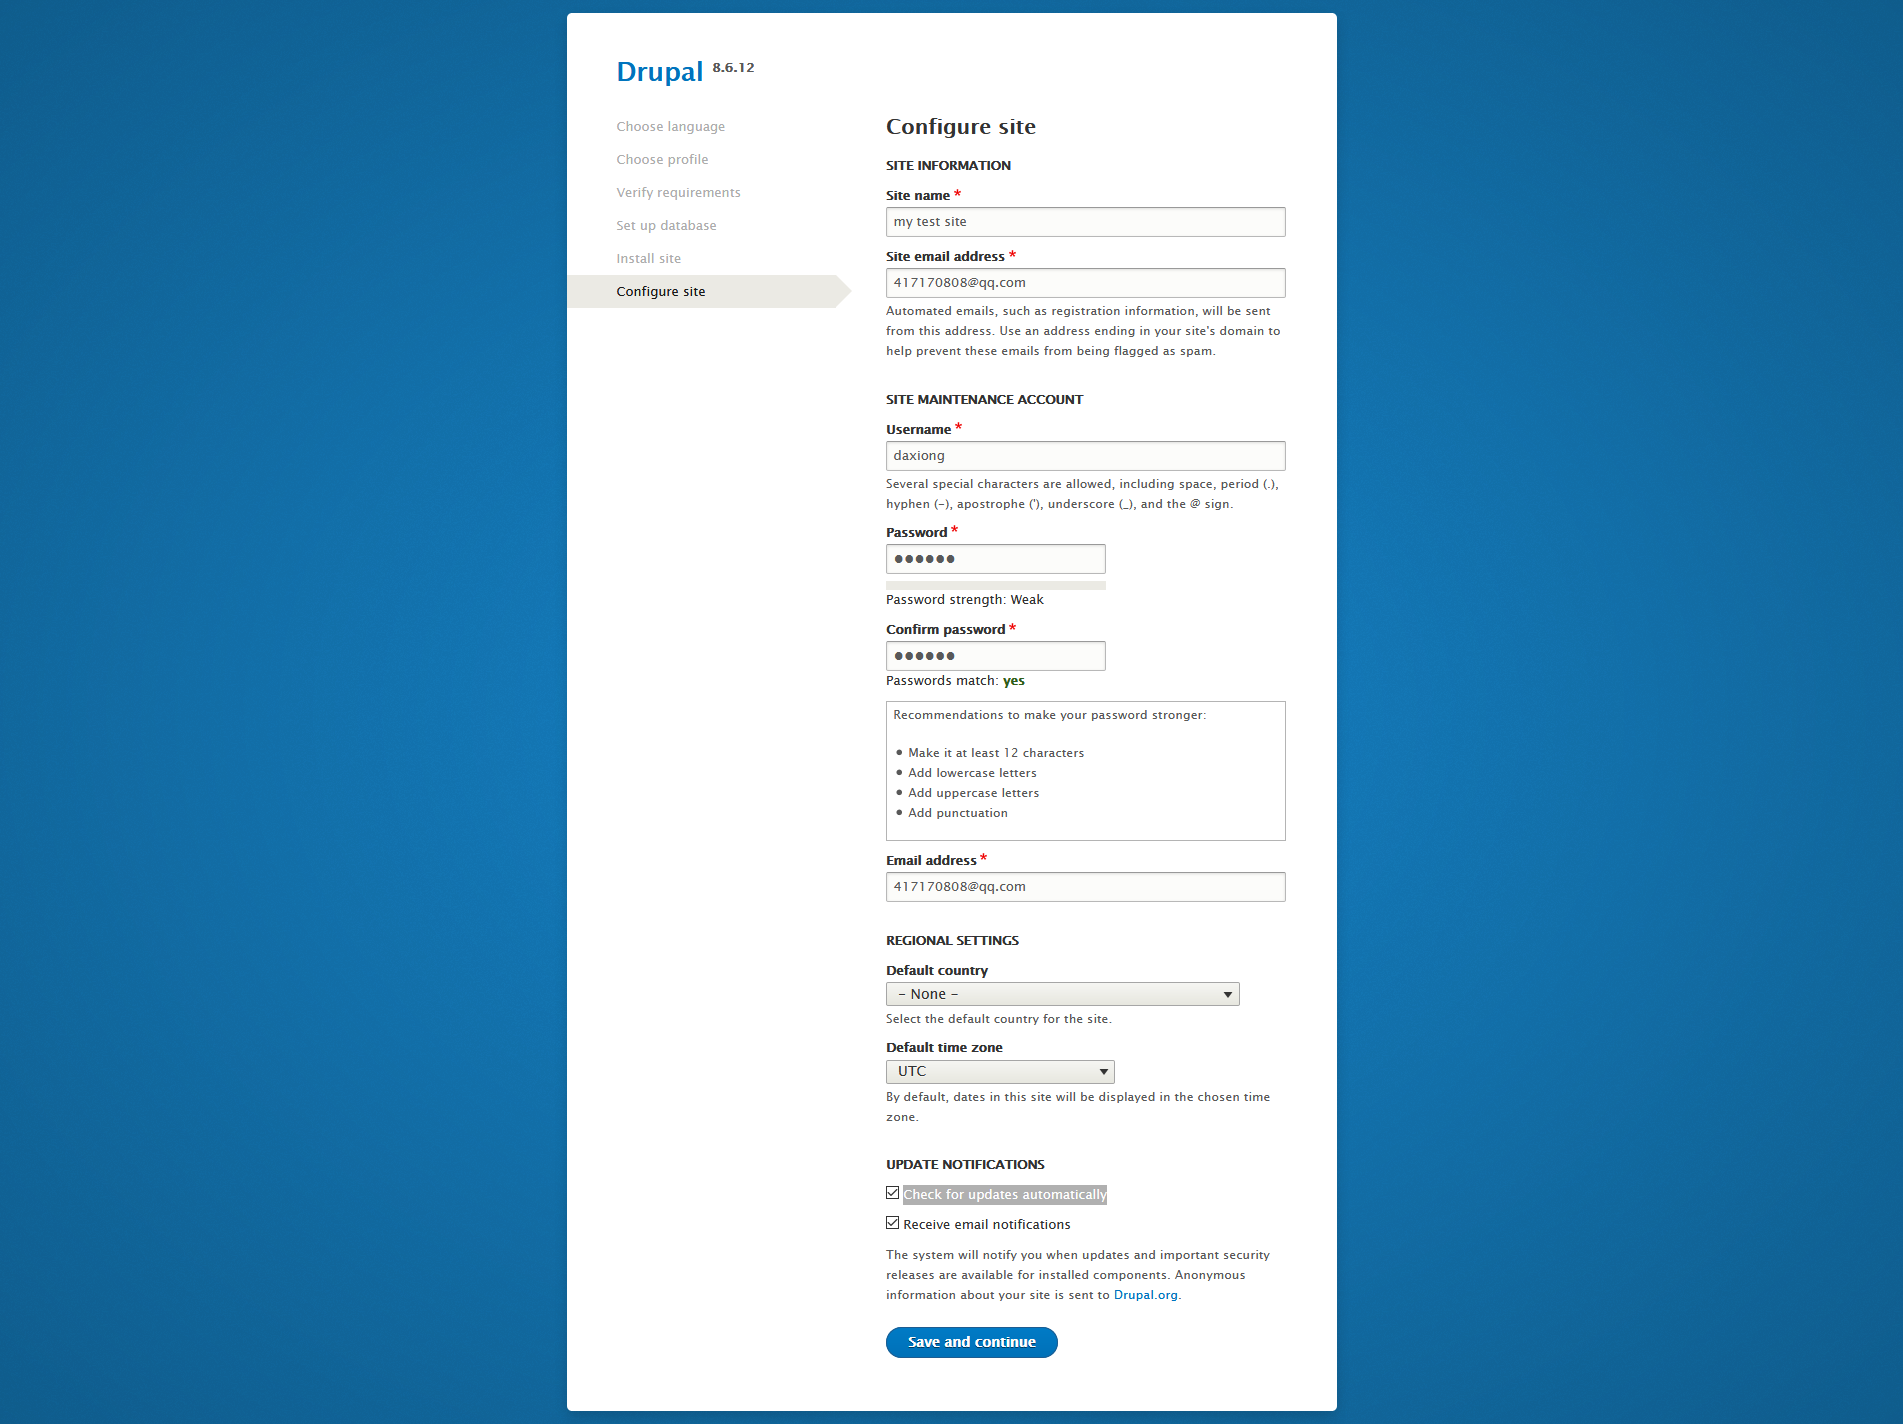 Drupal 8.6.12
Choose language
Choose profile
Verify requirements
Set up database
Install site
Configure site
Configure site
SITE INFORMATION
Site name *
my test site
Site email address *
417170808@qq.com
Automated emails, such as registration information, will be sent
from this address. Use an address ending in your site's domain to
help prevent these emails from being flagged as spam.
SITE MAINTENANCE ACCOUNT
Username *
daxiong
Several special characters are allowed, including space, period (.),
hyphen (-), apostrophe ('), underscore (_), and the @ sign.
Password *
●●●●●●
Password strength: Weak
Confirm password *
●●●●●●
Passwords match: yes
Recommendations to make your password stronger:
• Make it at least 12 characters
• Add lowercase letters
• Add uppercase letters
• Add punctuation
Email address *
417170808@qq.com
REGIONAL SETTINGS
Default country
- None -
Select the default country for the site.
Default time zone
UTC
By default, dates in this site will be displayed in the chosen time
zone.
UPDATE NOTIFICATIONS
Check for updates automatically
Receive email notifications
The system will notify you when updates and important security
releases are available for installed components. Anonymous
information about your site is sent to Drupal.org.
Save and continue